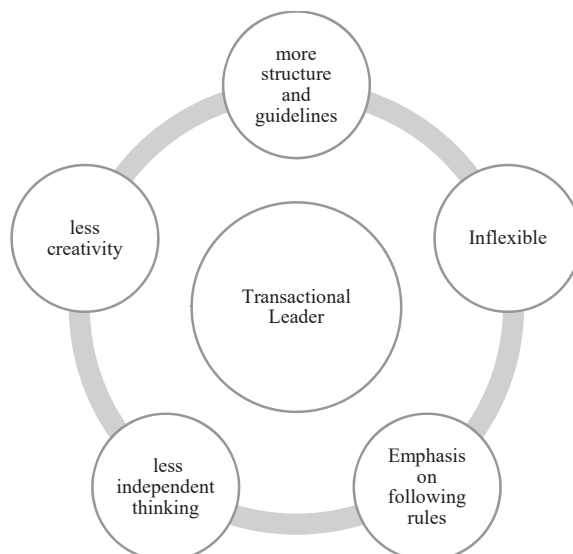 more
structure
and
guidelines
Inflexible
Emphasis
on
following
rules
less
independent
thinking
less
creativity
Transactional
Leader